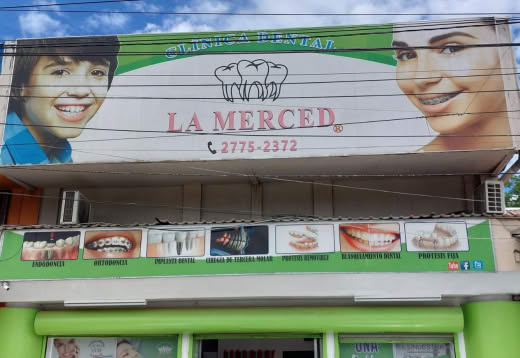 CLINICA DENTAL
LA MERCED®
2775-2372
ENDODONCIA
ORTODONCIA
IMPLANTE DENTAL
CIRUGIA DE TERCERA MOLAR
PROTESIS REMOVIBLE
BLANQUEAMIENTO DENTAL
PROTESIS FIJA
UNA